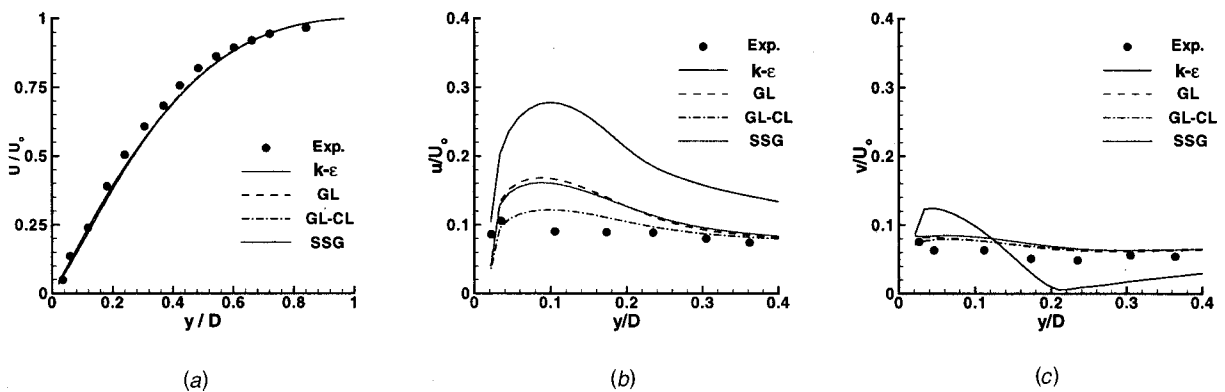 1
0.75
0.5
0.25
0
U / U₀
0 0.2 0.4 0.6 0.8 1
y / D
Exp.
k-ε
GL
GL-CL
SSG
(a)
0.4
0.3
0.2
0.1
0
u/U₀
0 0.1 0.2 0.3 0.4
y/D
Exp.
k-ε
GL
GL-CL
SSG
(b)
0.4
0.3
0.2
0.1
0
v/U₀
0 0.1 0.2 0.3 0.4
y/D
Exp.
k-ε
GL
GL-CL
SSG
(c)